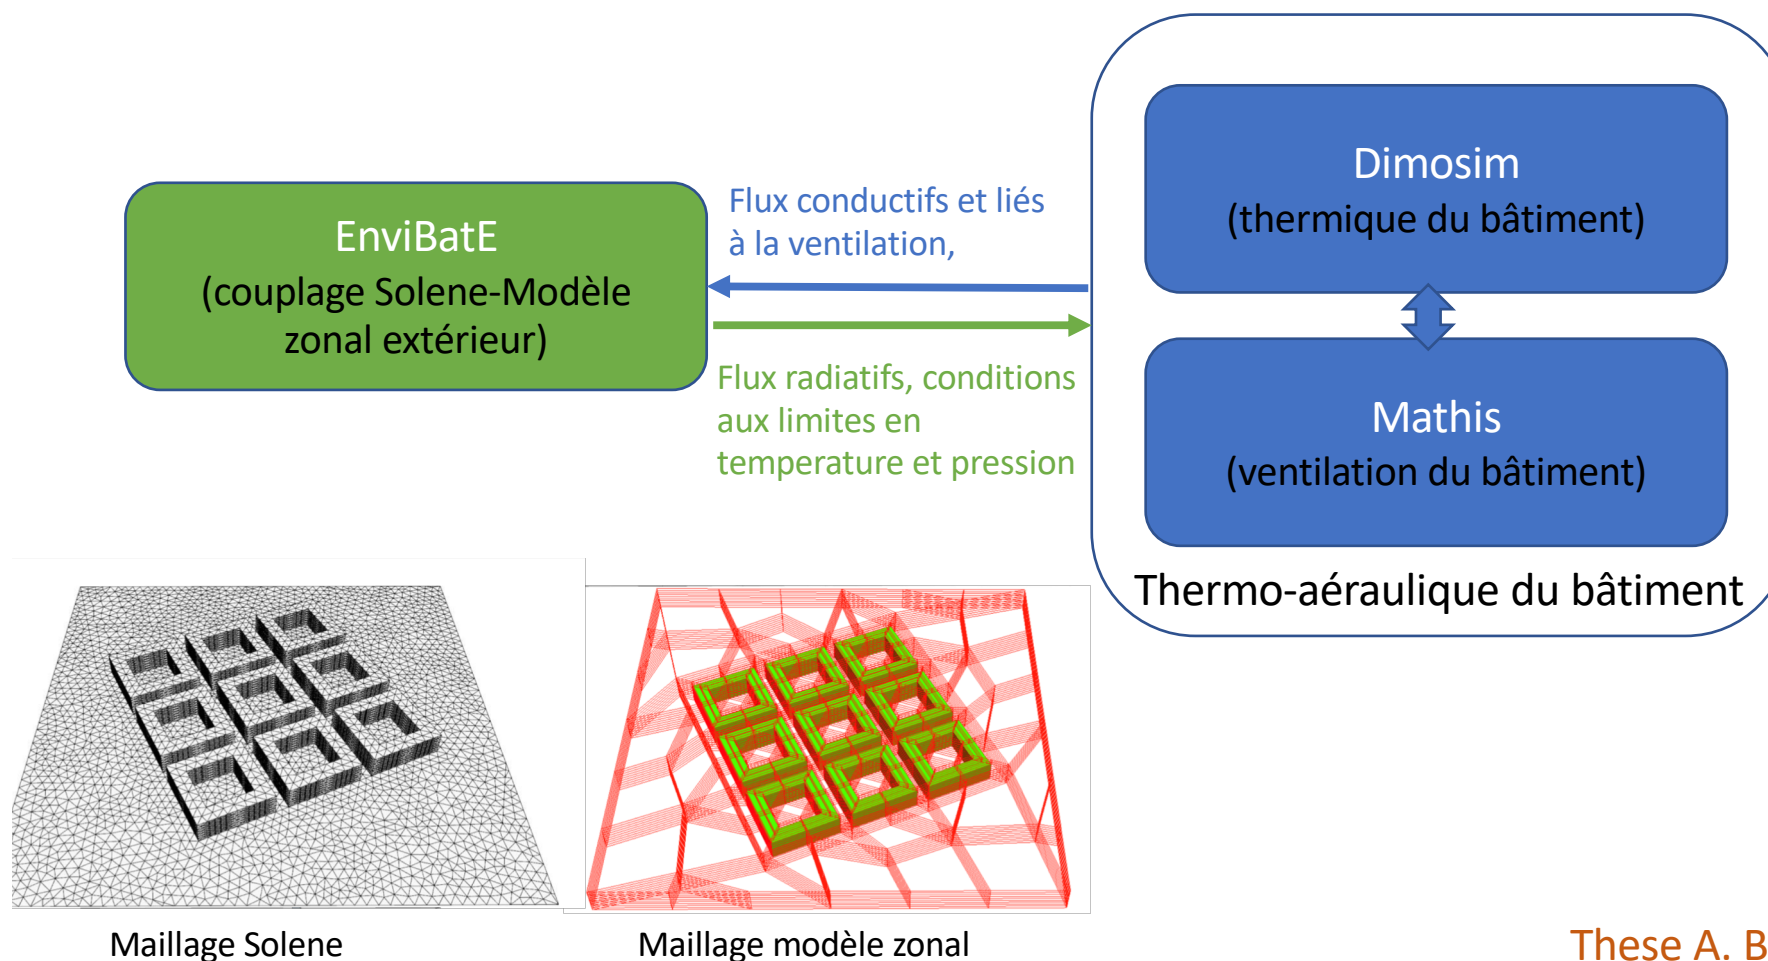 EnviBatE
(couplage Solene-Modèle
zonal extérieur)
Flux conductifs et liés
à la ventilation,
Flux radiatifs, conditions
aux limites en
temperature et pression
Dimosim
(thermique du bâtiment)
Mathis
(ventilation du bâtiment)
Thermo-aéraulique du bâtiment
Maillage Solene
Maillage modèle zonal
These A. B